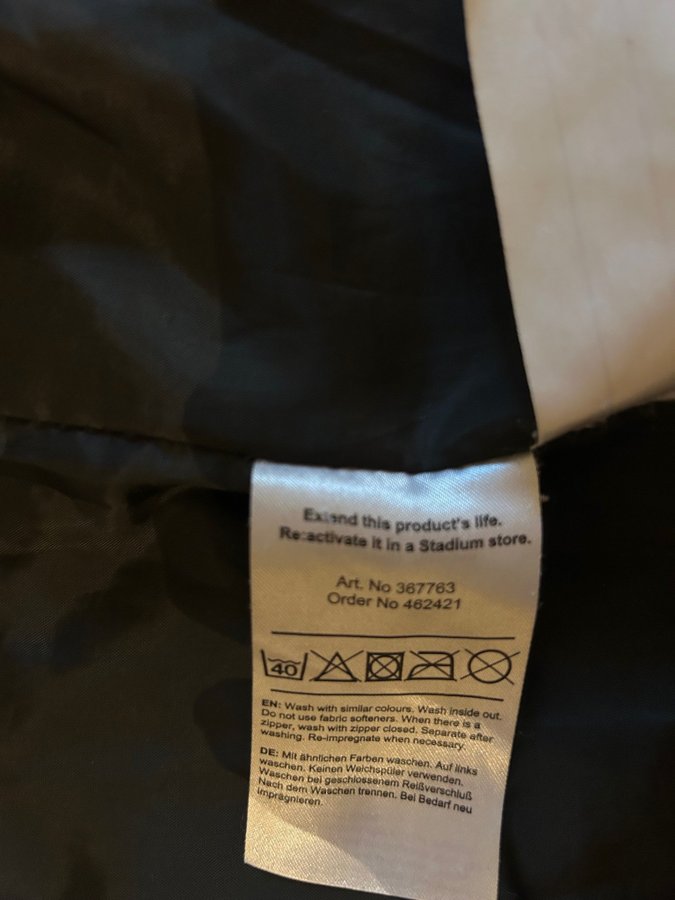 Extend this product's life.
Re:activate it in a Stadium store.
Art. No 367763
Order No 462421
40
EN: Wash with similar colours. Wash inside out.
Do not use fabric softeners. When there is a
zipper, wash with zipper closed. Separate after
washing. Re-impregnate when necessary.
DE: Mit ähnlichen Farben waschen. Auf links
waschen. Keinen Weichspüler verwenden.
Waschen bei geschlossenem Reißverschluß
Nach dem Waschen trennen. Bei Bedarf neu
imprägnieren.